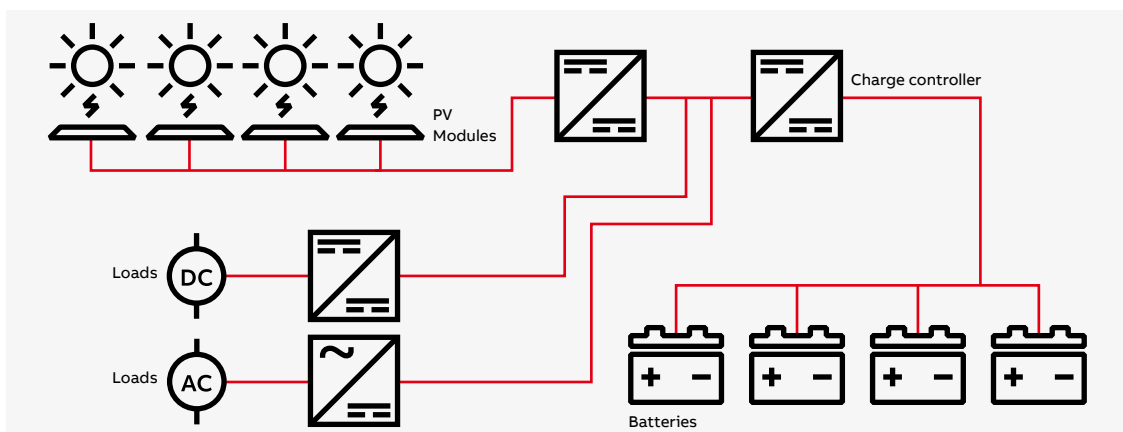 PV
Modules
Charge controller
Loads
DC
Loads
AC
Batteries